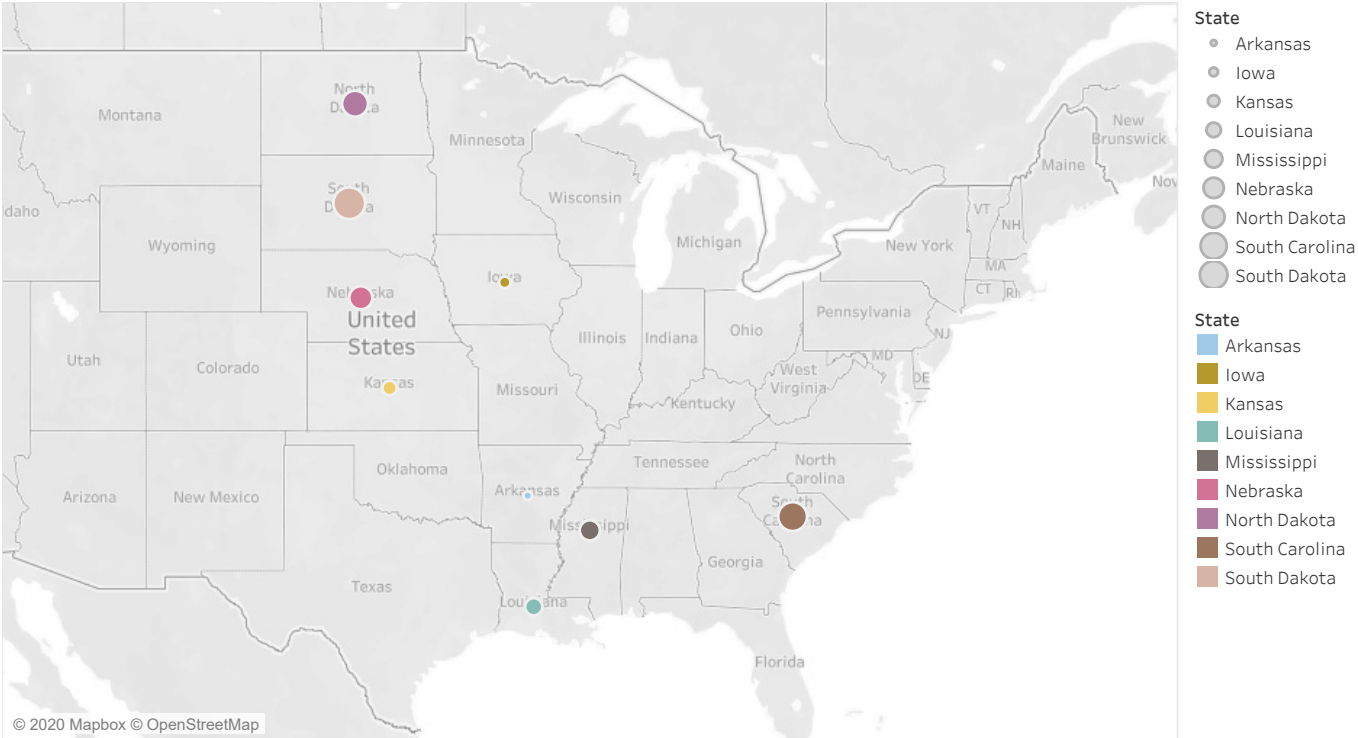 Montana
North
Dakota
Minnesota
New
Brunswick
Maine
Nov
daho
South
Dakota
Wisconsin
Wyoming
Michigan
New York
VT
NH
MA
CT
RI
Iowa
Nebraska
United
States
Pennsylvania
Illinois
Indiana
Ohio
NJ
MD
DE
West
Virginia
Utah
Colorado
Kansas
Missouri
Kentucky
Oklahoma
Tennessee
North
Carolina
Arizona
New Mexico
Arkansas
South
Carolina
Mississippi
Georgia
Texas
Louisiana
Florida
© 2020 Mapbox © OpenStreetMap
State
Arkansas
Iowa
Kansas
Louisiana
Mississippi
Nebraska
North Dakota
South Carolina
South Dakota
State
Arkansas
Iowa
Kansas
Louisiana
Mississippi
Nebraska
North Dakota
South Carolina
South Dakota